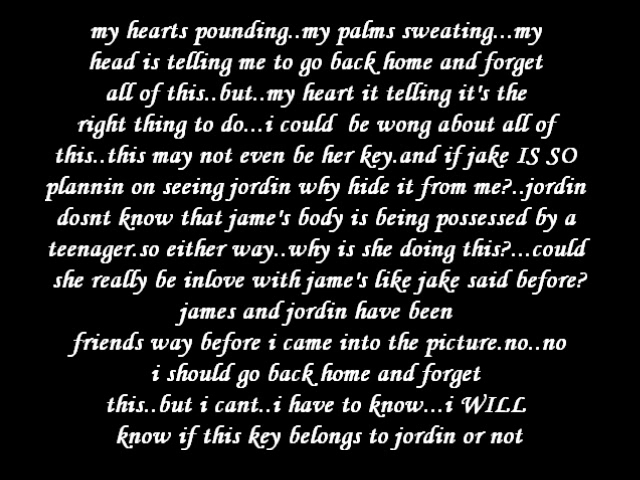 my hearts pounding..my palms sweating...my
head is telling me to go back home and forget
all of this..but..my heart it telling it's the
right thing to do...i could be wong about all of
this..this may not even be her key.and if jake IS SO
plannin on seeing jordin why hide it from me?..jordin
dosnt know that jame's body is being possessed by a
teenager.so either way..why is she doing this?...could
she really be inlove with jame's like jake said before?
james and jordin have been
friends way before i came into the picture.no..no
i should go back home and forget
this..but i cant..i have to know...i WILL
know if this key belongs to jordin or not